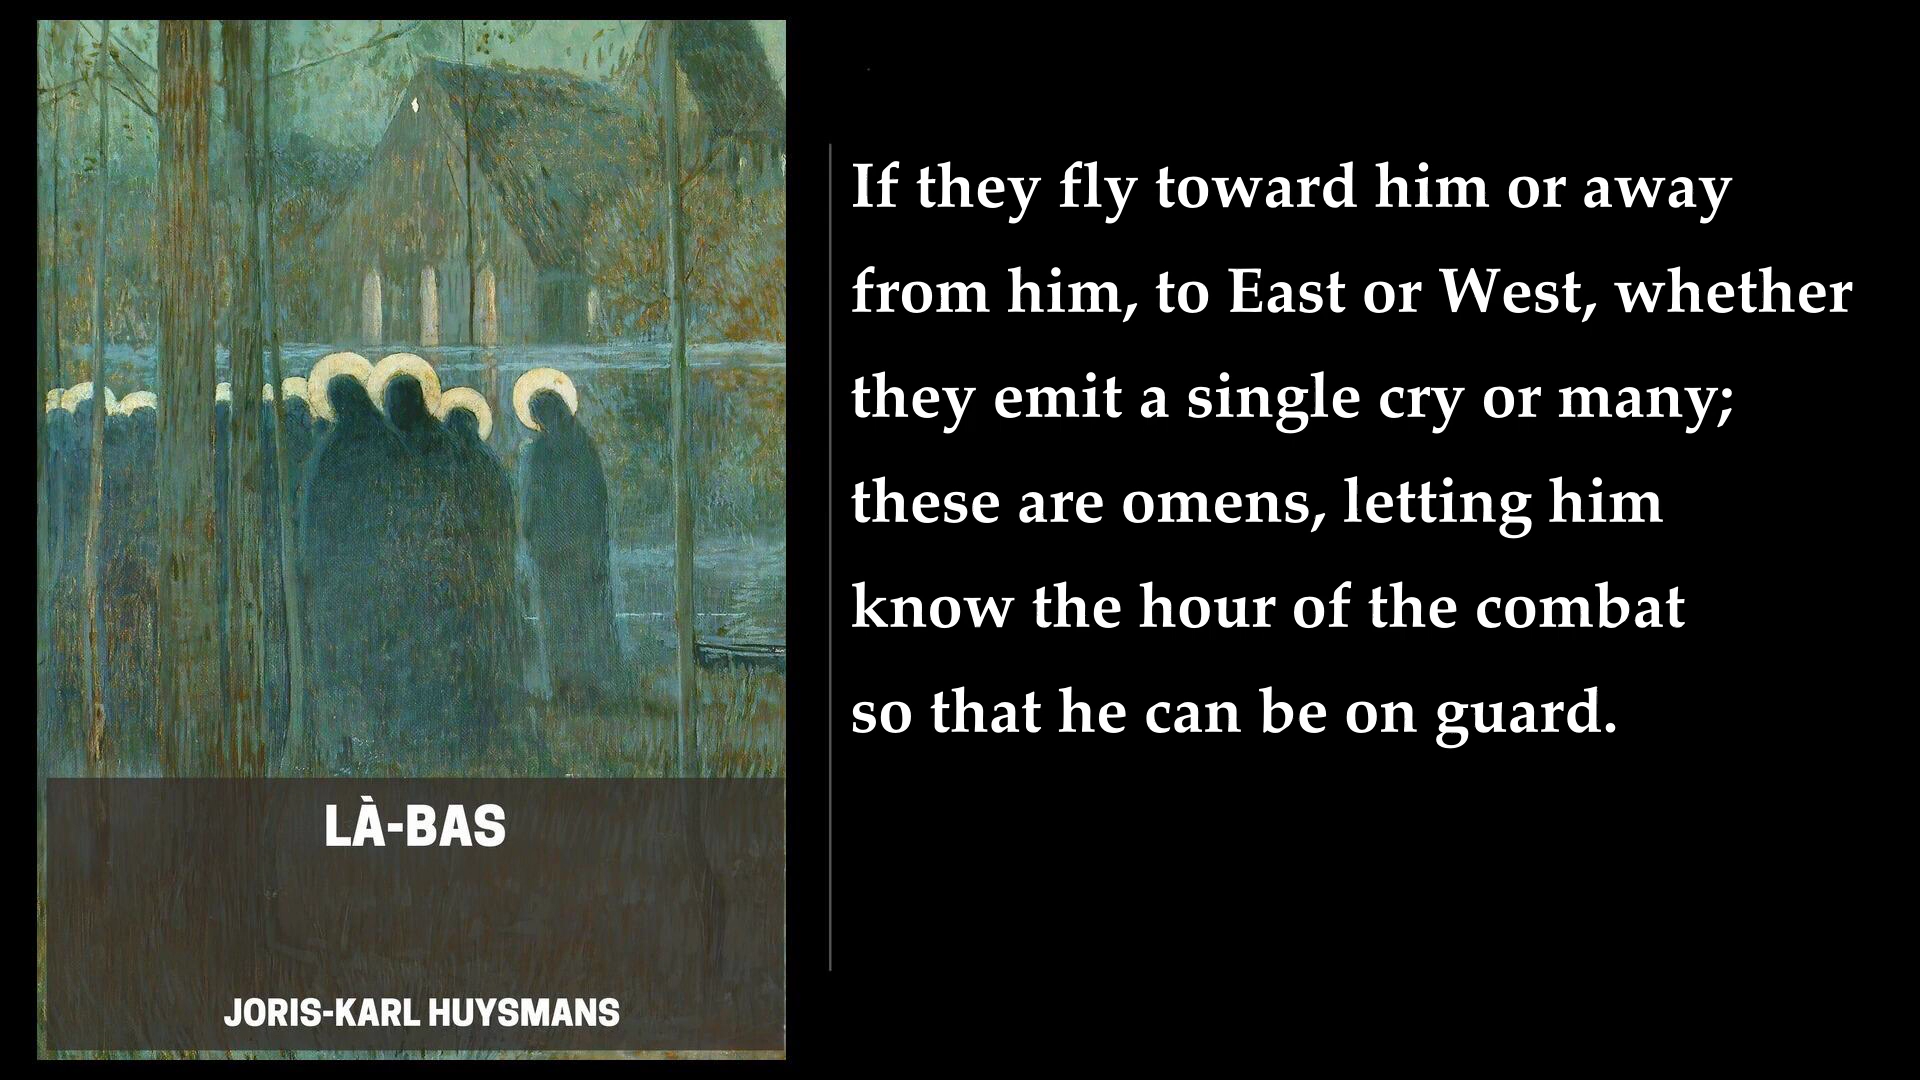 LÀ-BAS
JORIS-KARL HUYSMANS
If they fly toward him or away
from him, to East or West, whether
they emit a single cry or many;
these are omens, letting him
know the hour of the combat
so that he can be on guard.